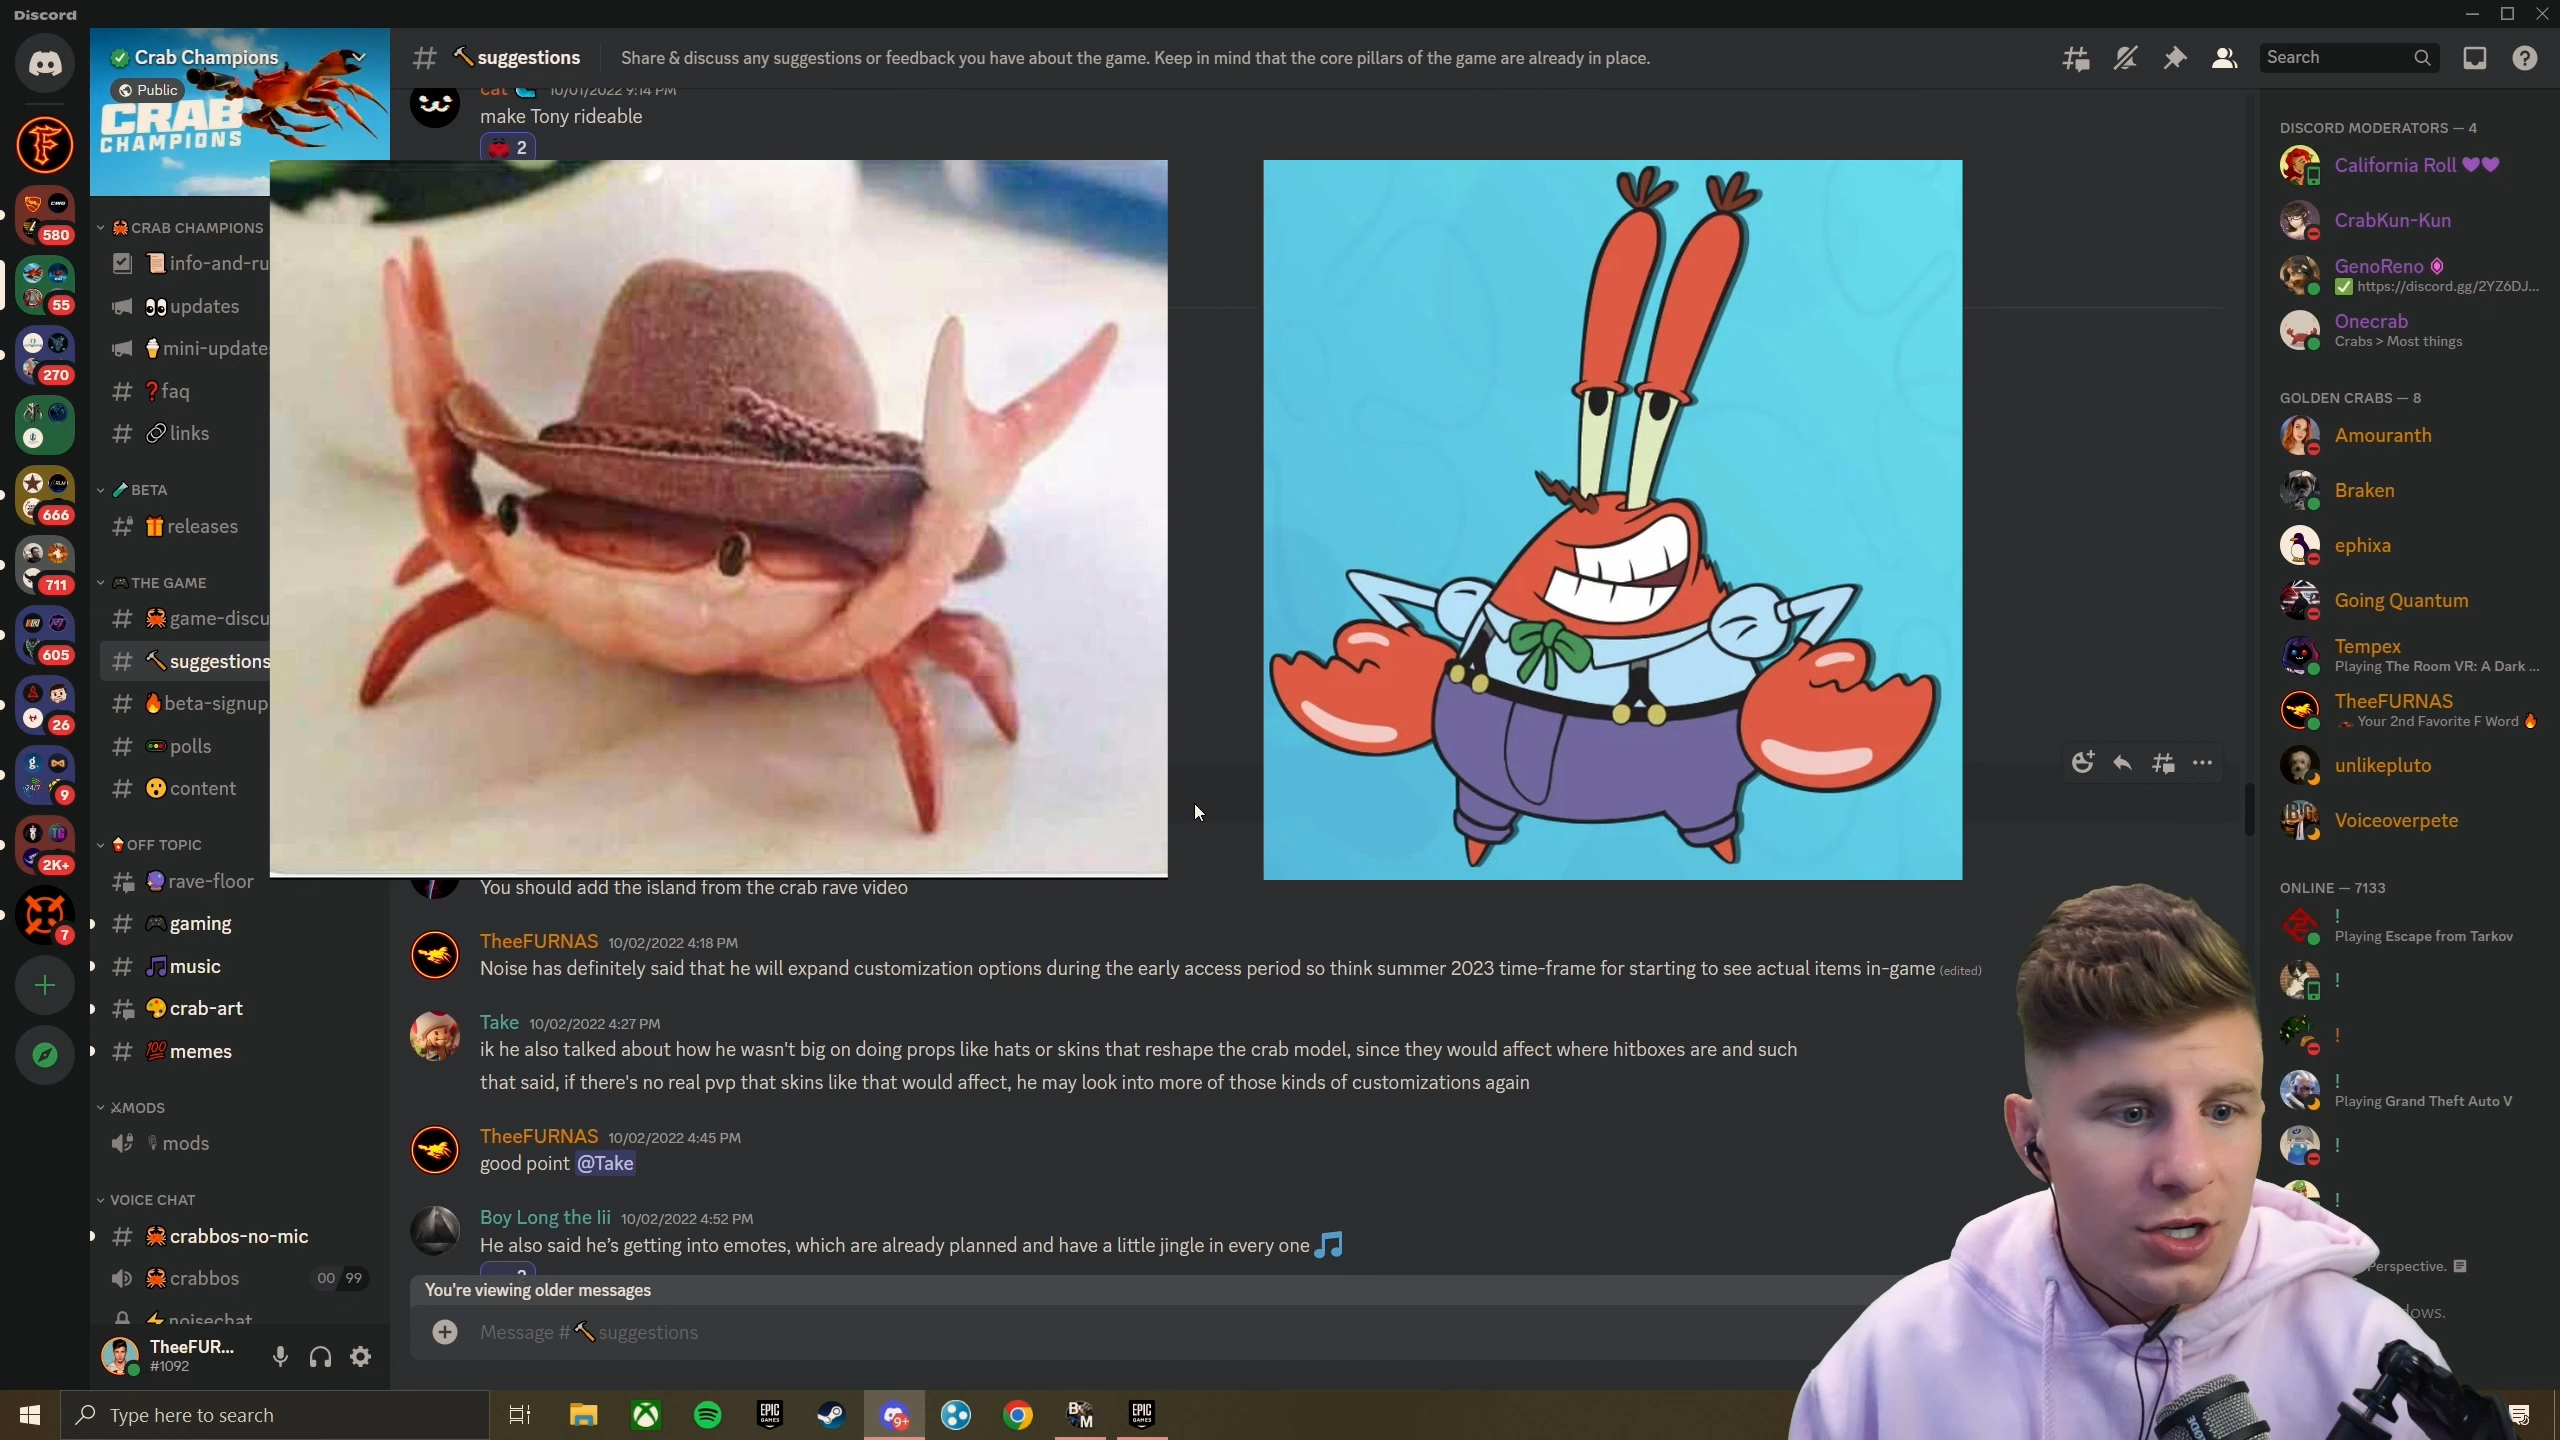 Discord
Crab Champions
Public
CRAB
CHAMPIONS
suggestions
Share & discuss any suggestions or feedback you have about the game. Keep in mind that the core pillars of the game are already in place.
Search
580
55
270
666
711
605
26
9
2K+
7
CRAB CHAMPIONS
info-and-ru
updates
mini-update
faq
links
BETA
releases
THE GAME
game-discu
suggestions
beta-signup
polls
content
OFF TOPIC
rave-floor
gaming
music
crab-art
memes
MODS
mods
VOICE CHAT
crabbos-no-mic
crabbos
00 99
noisechat
TheeFUR...
#1092
cat 10/01/2022 9:14 PM
make Tony rideable
2
You should add the island from the crab rave video
TheeFURNAS 10/02/2022 4:18 PM
Noise has definitely said that he will expand customization options during the early access period so think summer 2023 time-frame for starting to see actual items in-game (edited)
Take 10/02/2022 4:27 PM
ik he also talked about how he wasn't big on doing props like hats or skins that reshape the crab model, since they would affect where hitboxes are and such
that said, if there's no real pvp that skins like that would affect, he may look into more of those kinds of customizations again
TheeFURNAS 10/02/2022 4:45 PM
good point @Take
Boy Long the Iii 10/02/2022 4:52 PM
He also said he's getting into emotes, which are already planned and have a little jingle in every one
You're viewing older messages
Message # suggestions
DISCORD MODERATORS — 4
California Roll
CrabKun-Kun
GenoReno
https://discord.gg/2YZ6DJ...
Onecrab
Crabs > Most things
GOLDEN CRABS — 8
Amouranth
Braken
ephixa
Going Quantum
Tempex
Playing The Room VR: A Dark ...
TheeFURNAS
Your 2nd Favorite F Word
unlikepluto
Voiceoverpete
ONLINE — 7133
!
Playing Escape from Tarkov
!
!
!
Playing Grand Theft Auto V
!
!
Perspective.
Type here to search
EPIC GAMES
9+
B M
EPIC GAMES